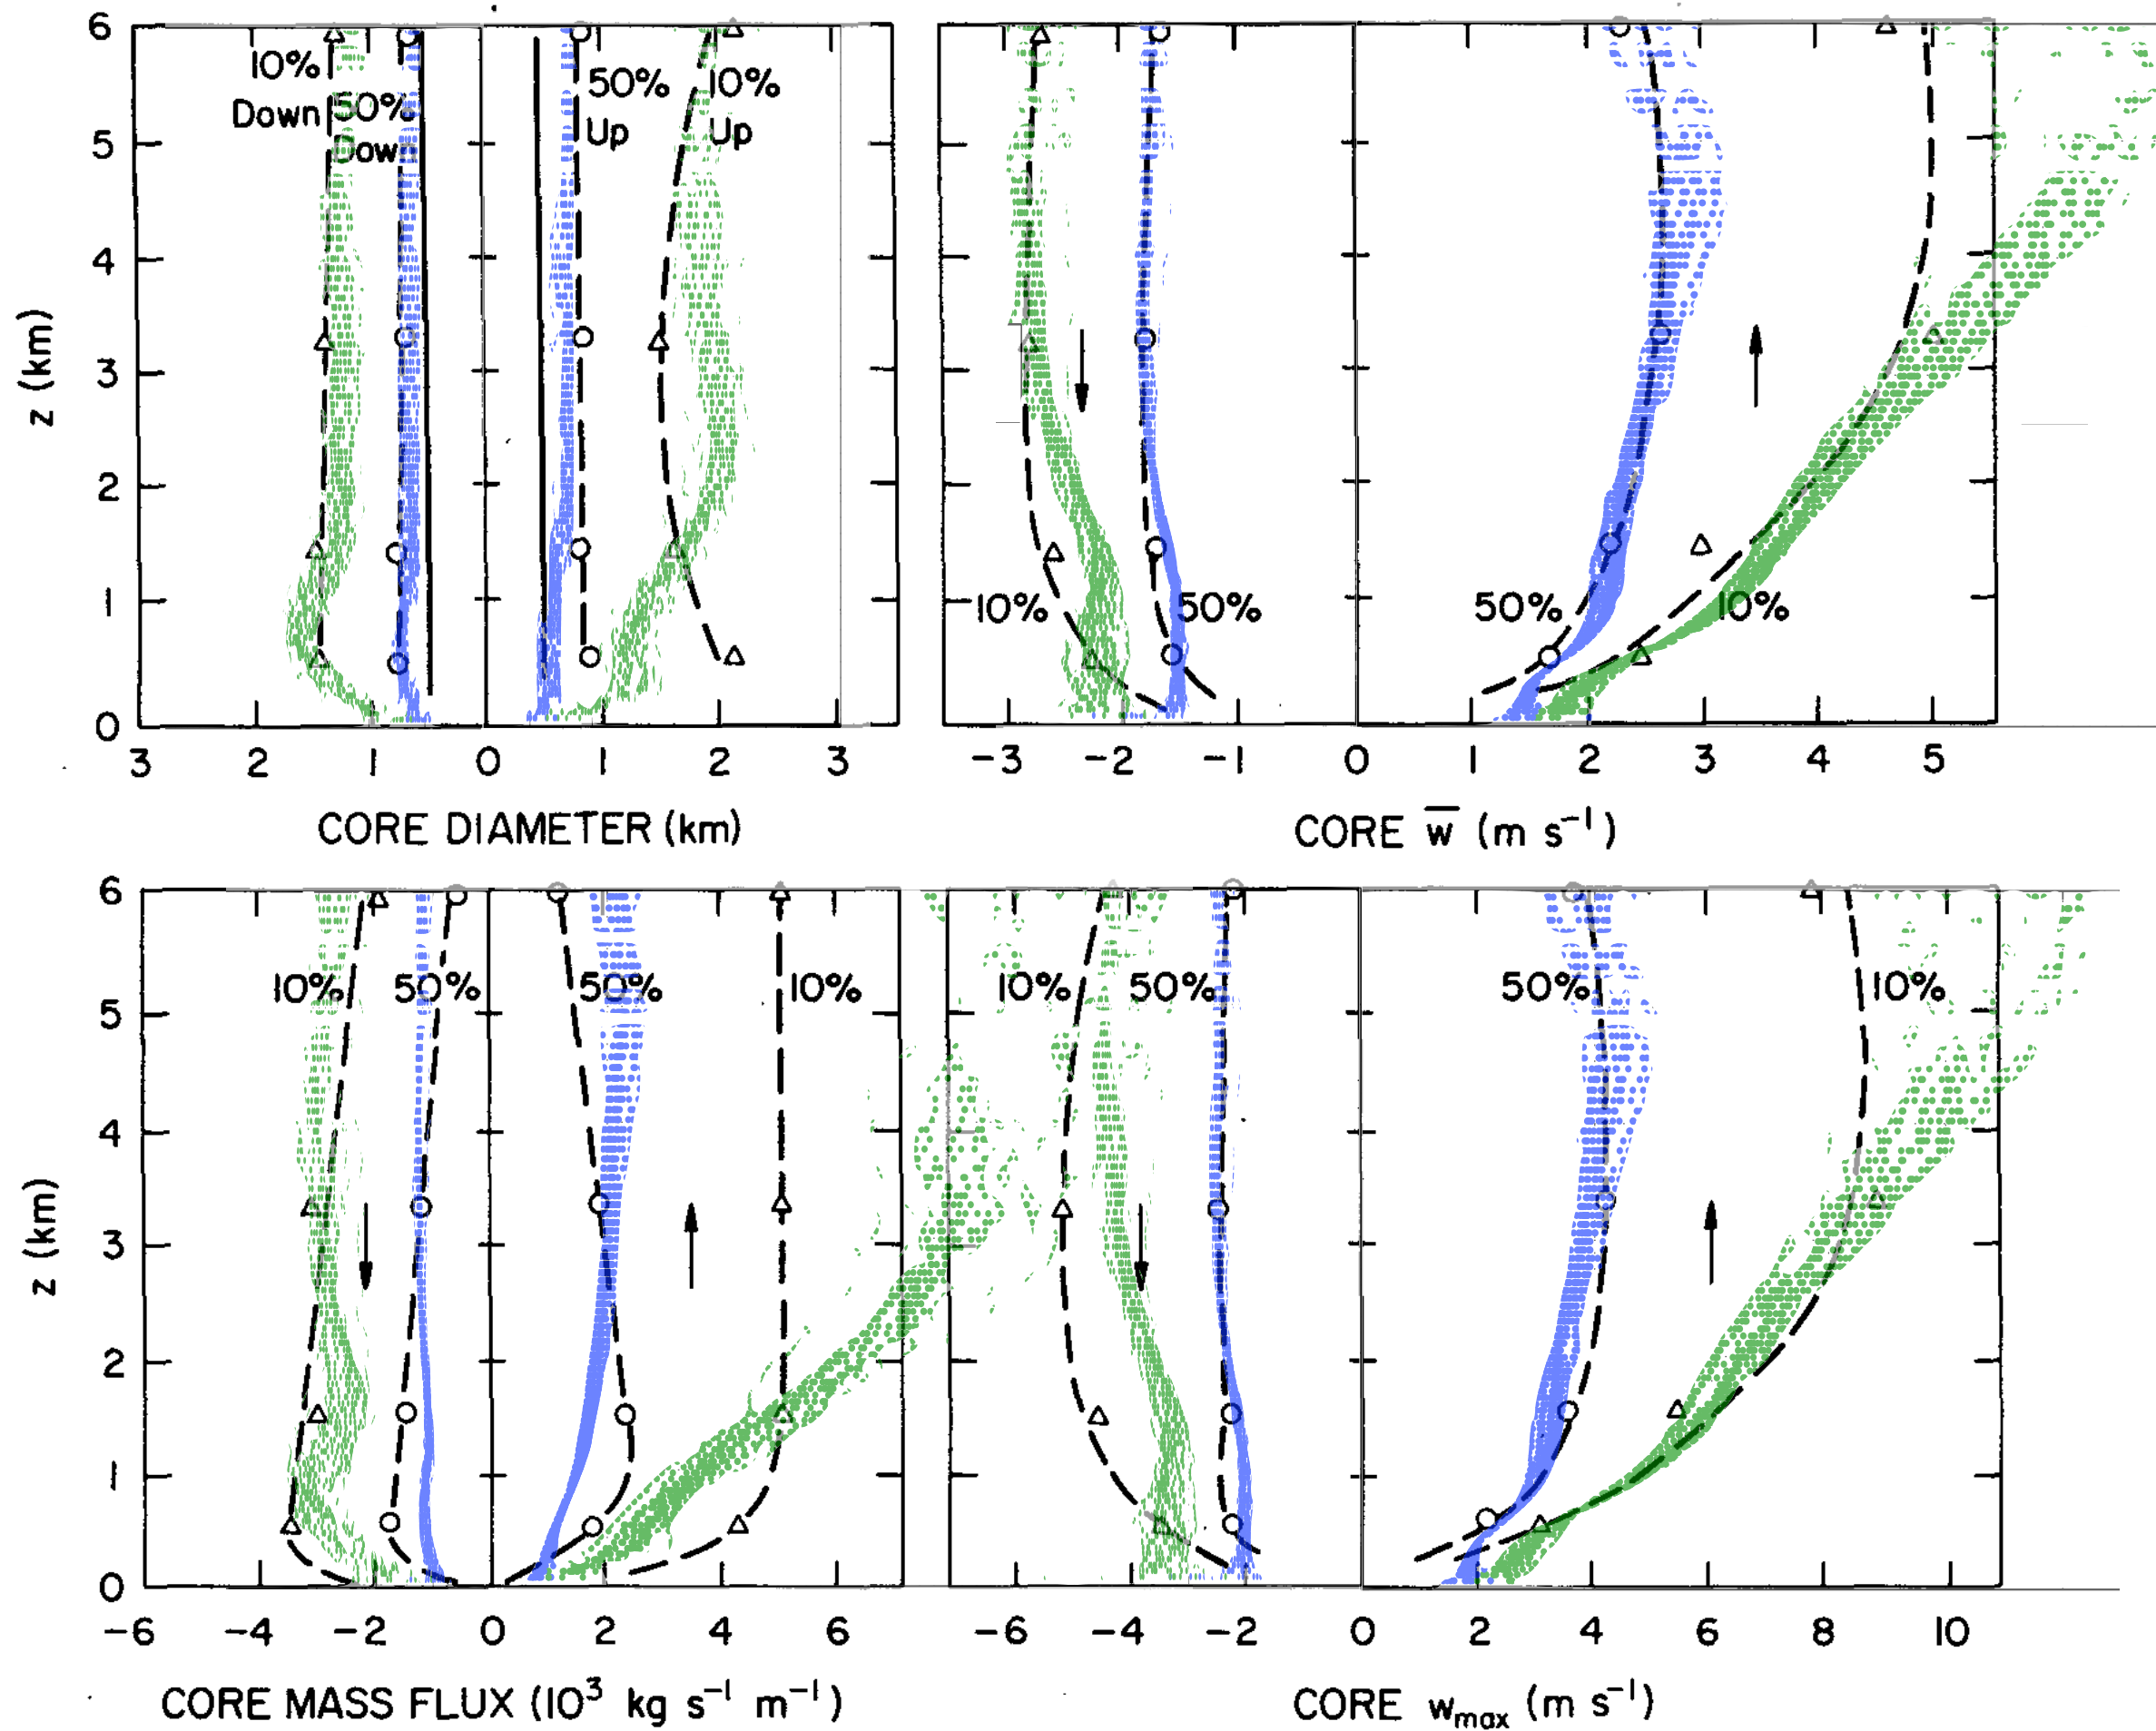 6
5
4
3
2
1
0
z (km)
10%
Down
50%
Down
50%
Up
10%
Up
3 2 1 0 1 2 3
CORE DIAMETER (km)
10% 50% 50% 10%
-3 -2 -1 0 1 2 3 4 5
CORE w̅ (m s⁻¹)
6
5
4
3
2
1
0
z (km)
10% 50% 50% 10%
-6 -4 -2 0 2 4 6
CORE MASS FLUX (10³ kg s⁻¹ m⁻¹)
10% 50% 50% 10%
-6 -4 -2 0 2 4 6 8 10
CORE wmax (m s⁻¹)